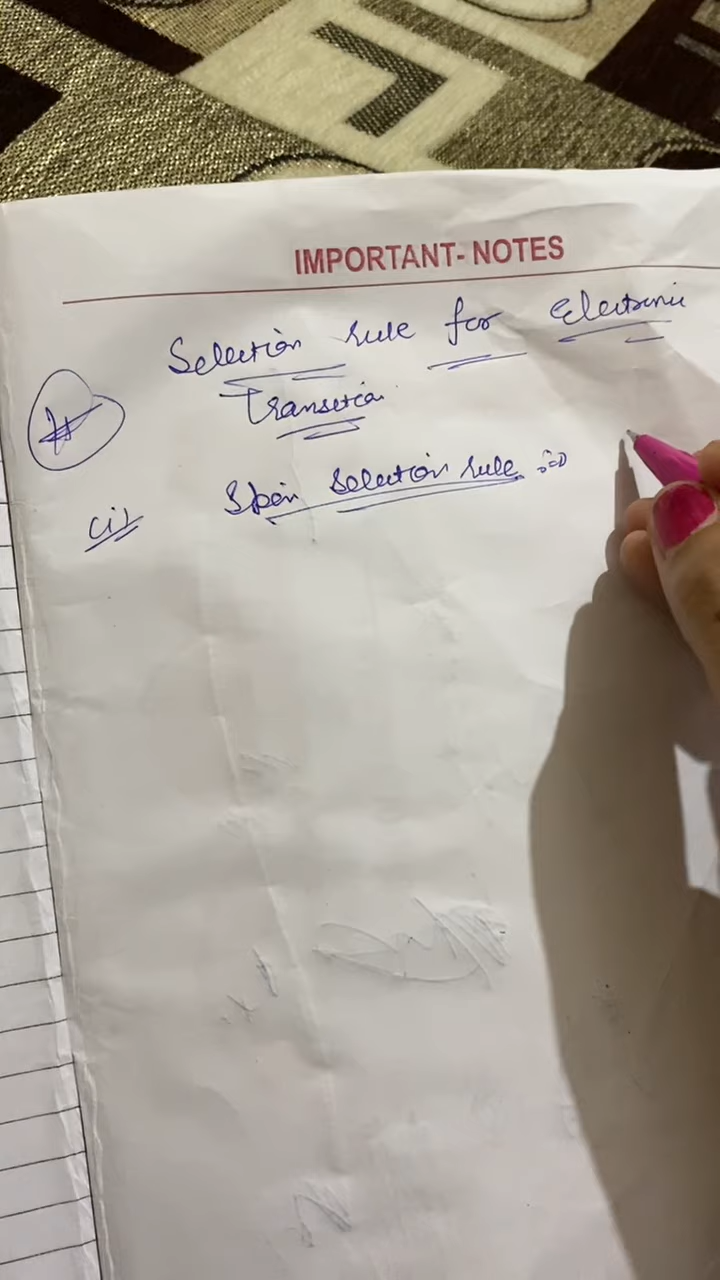 IMPORTANT- NOTES
Selection rule for Electronic
Transition
(i) Spin Selection rule :⇒